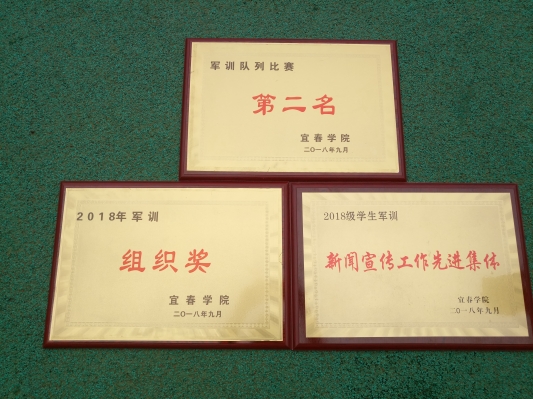 军训队列比赛
第二名
宜春学院
二〇一八年九月
2018年军训
组织奖
宜春学院
二〇一八年九月
2018级学生军训
新闻宣传工作先进集体
宜春学院
二〇一八年九月